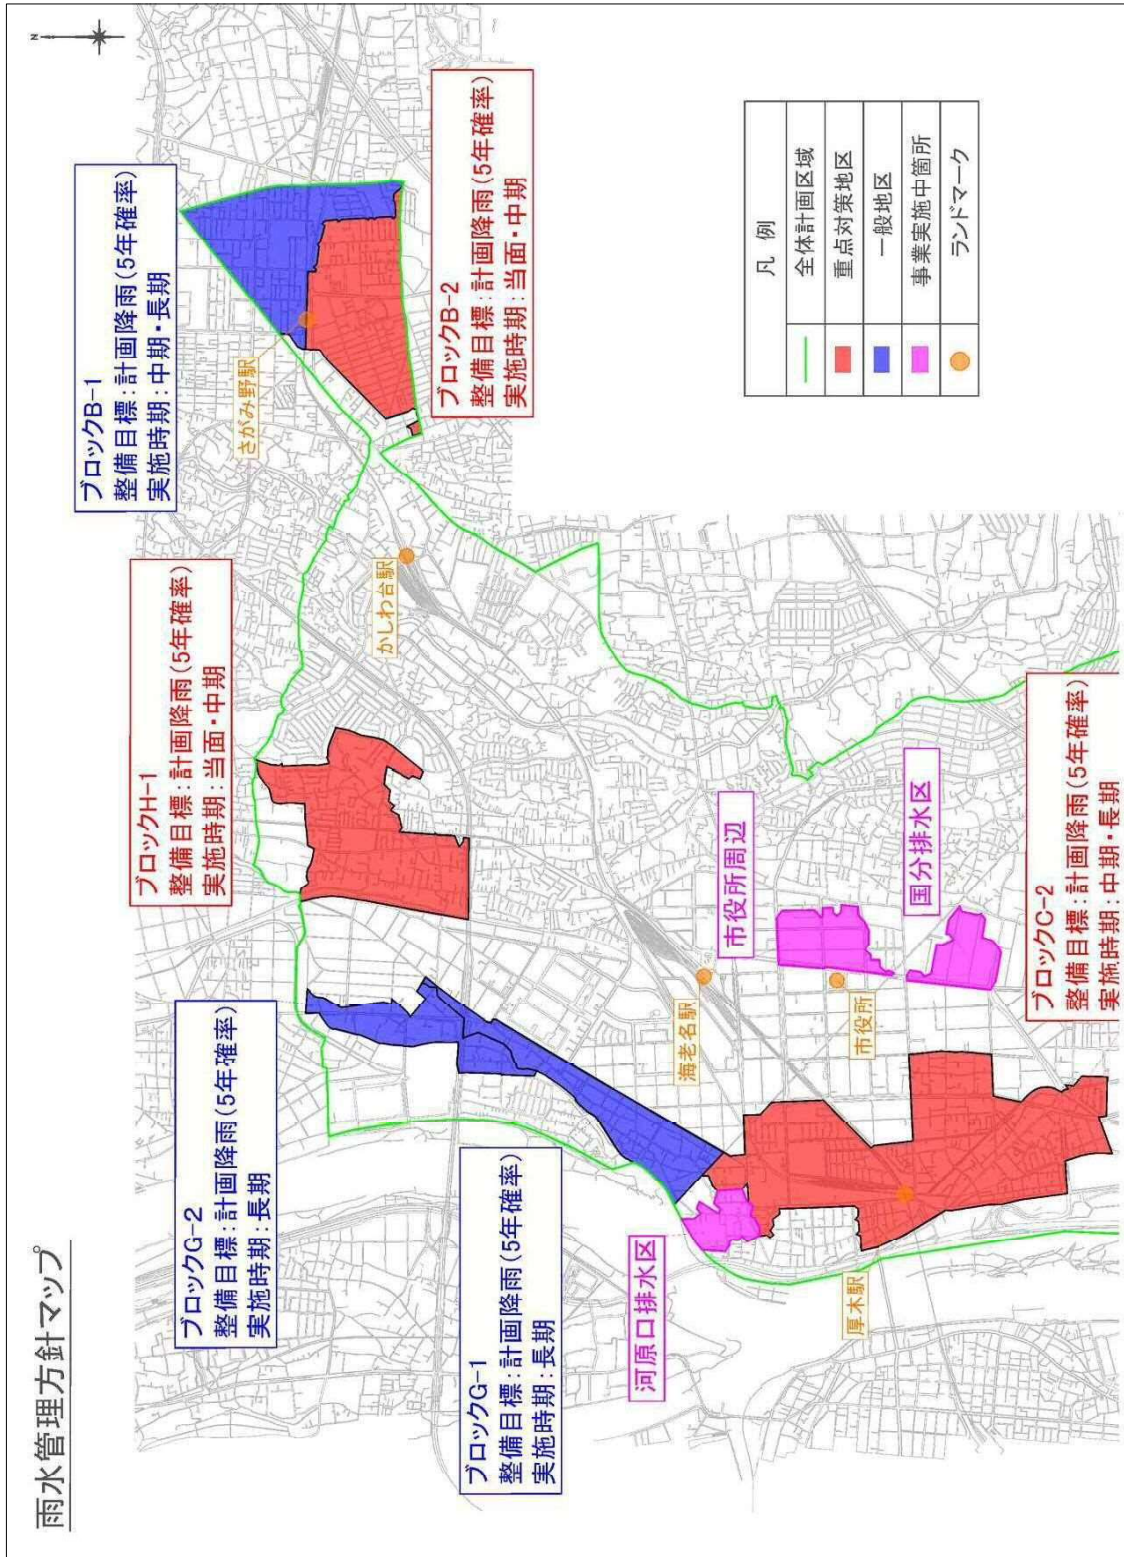 雨水管理方針マップ
N
ブロックG-2
整備目標：計画降雨(5年確率)
実施時期：長期
ブロックH-1
整備目標：計画降雨(5年確率)
実施時期：当面・中期
ブロックB-1
整備目標：計画降雨(5年確率)
実施時期：中期・長期
さがみ野駅
かしわ台駅
ブロックB-2
整備目標：計画降雨(5年確率)
実施時期：当面・中期
ブロックG-1
整備目標：計画降雨(5年確率)
実施時期：長期
河原口排水区
海老名駅
市役所周辺
厚木駅
市役所
国分排水区
ブロックC-2
整備目標：計画降雨(5年確率)
実施時期：中期・長期
凡 例
全体計画区域
重点対策地区
一般地区
事業実施中箇所
ランドマーク